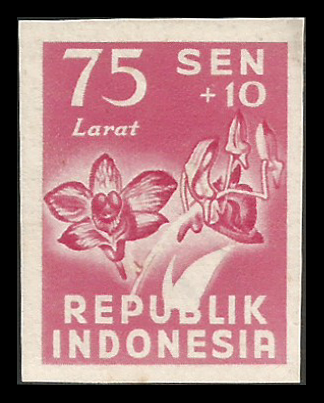 75 SEN
+10
Larat
REPUBLIK
INDONESIA